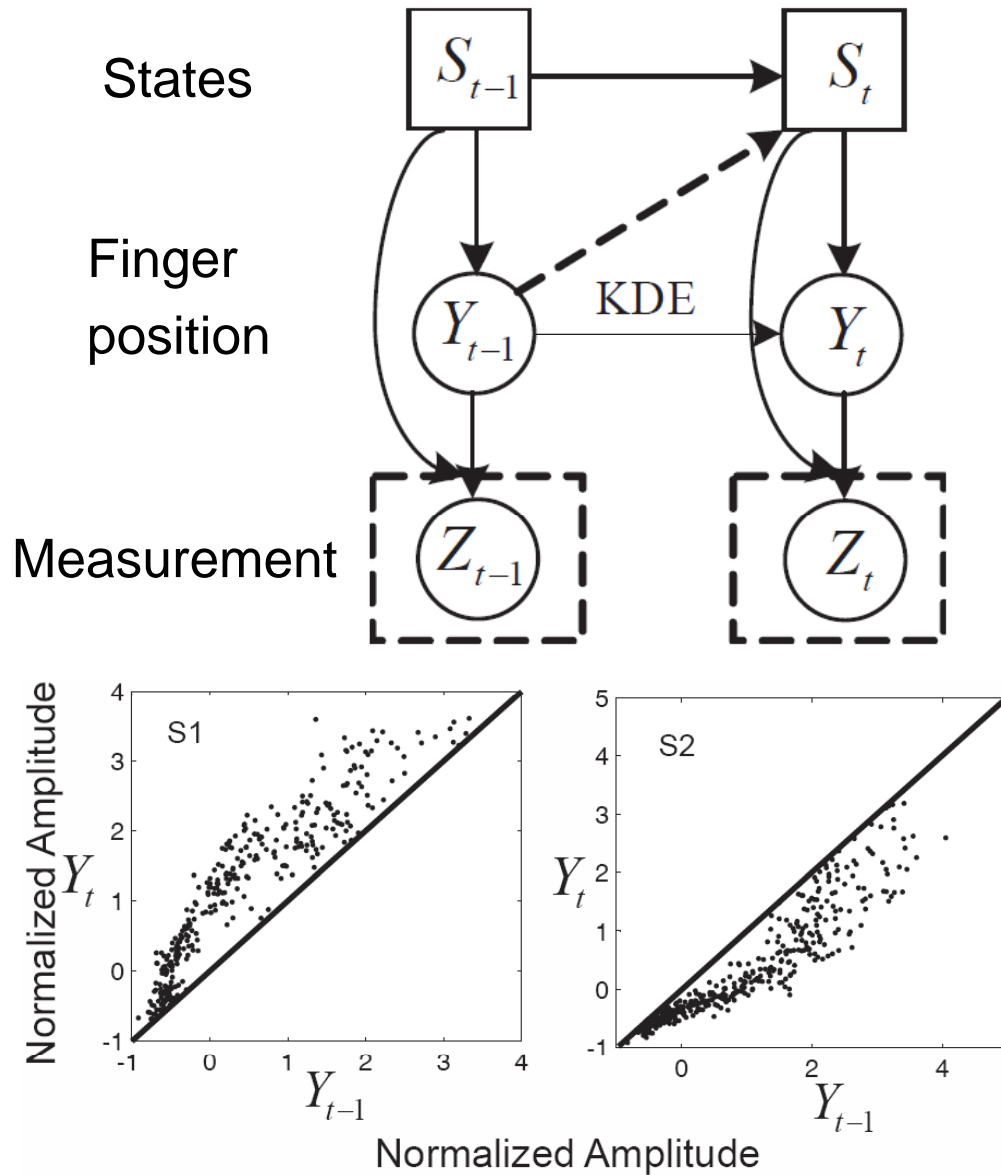 States
S_{t-1}
S_t
Finger
position
Y_{t-1}
KDE
Y_t
Measurement
Z_{t-1}
Z_t
Normalized Amplitude
Y_t
4
3
2
1
0
-1
S1
-1 0 1 2 3 4
Y_{t-1}
Y_t
5
4
3
2
1
0
-1
S2
0 2 4
Y_{t-1}
Normalized Amplitude